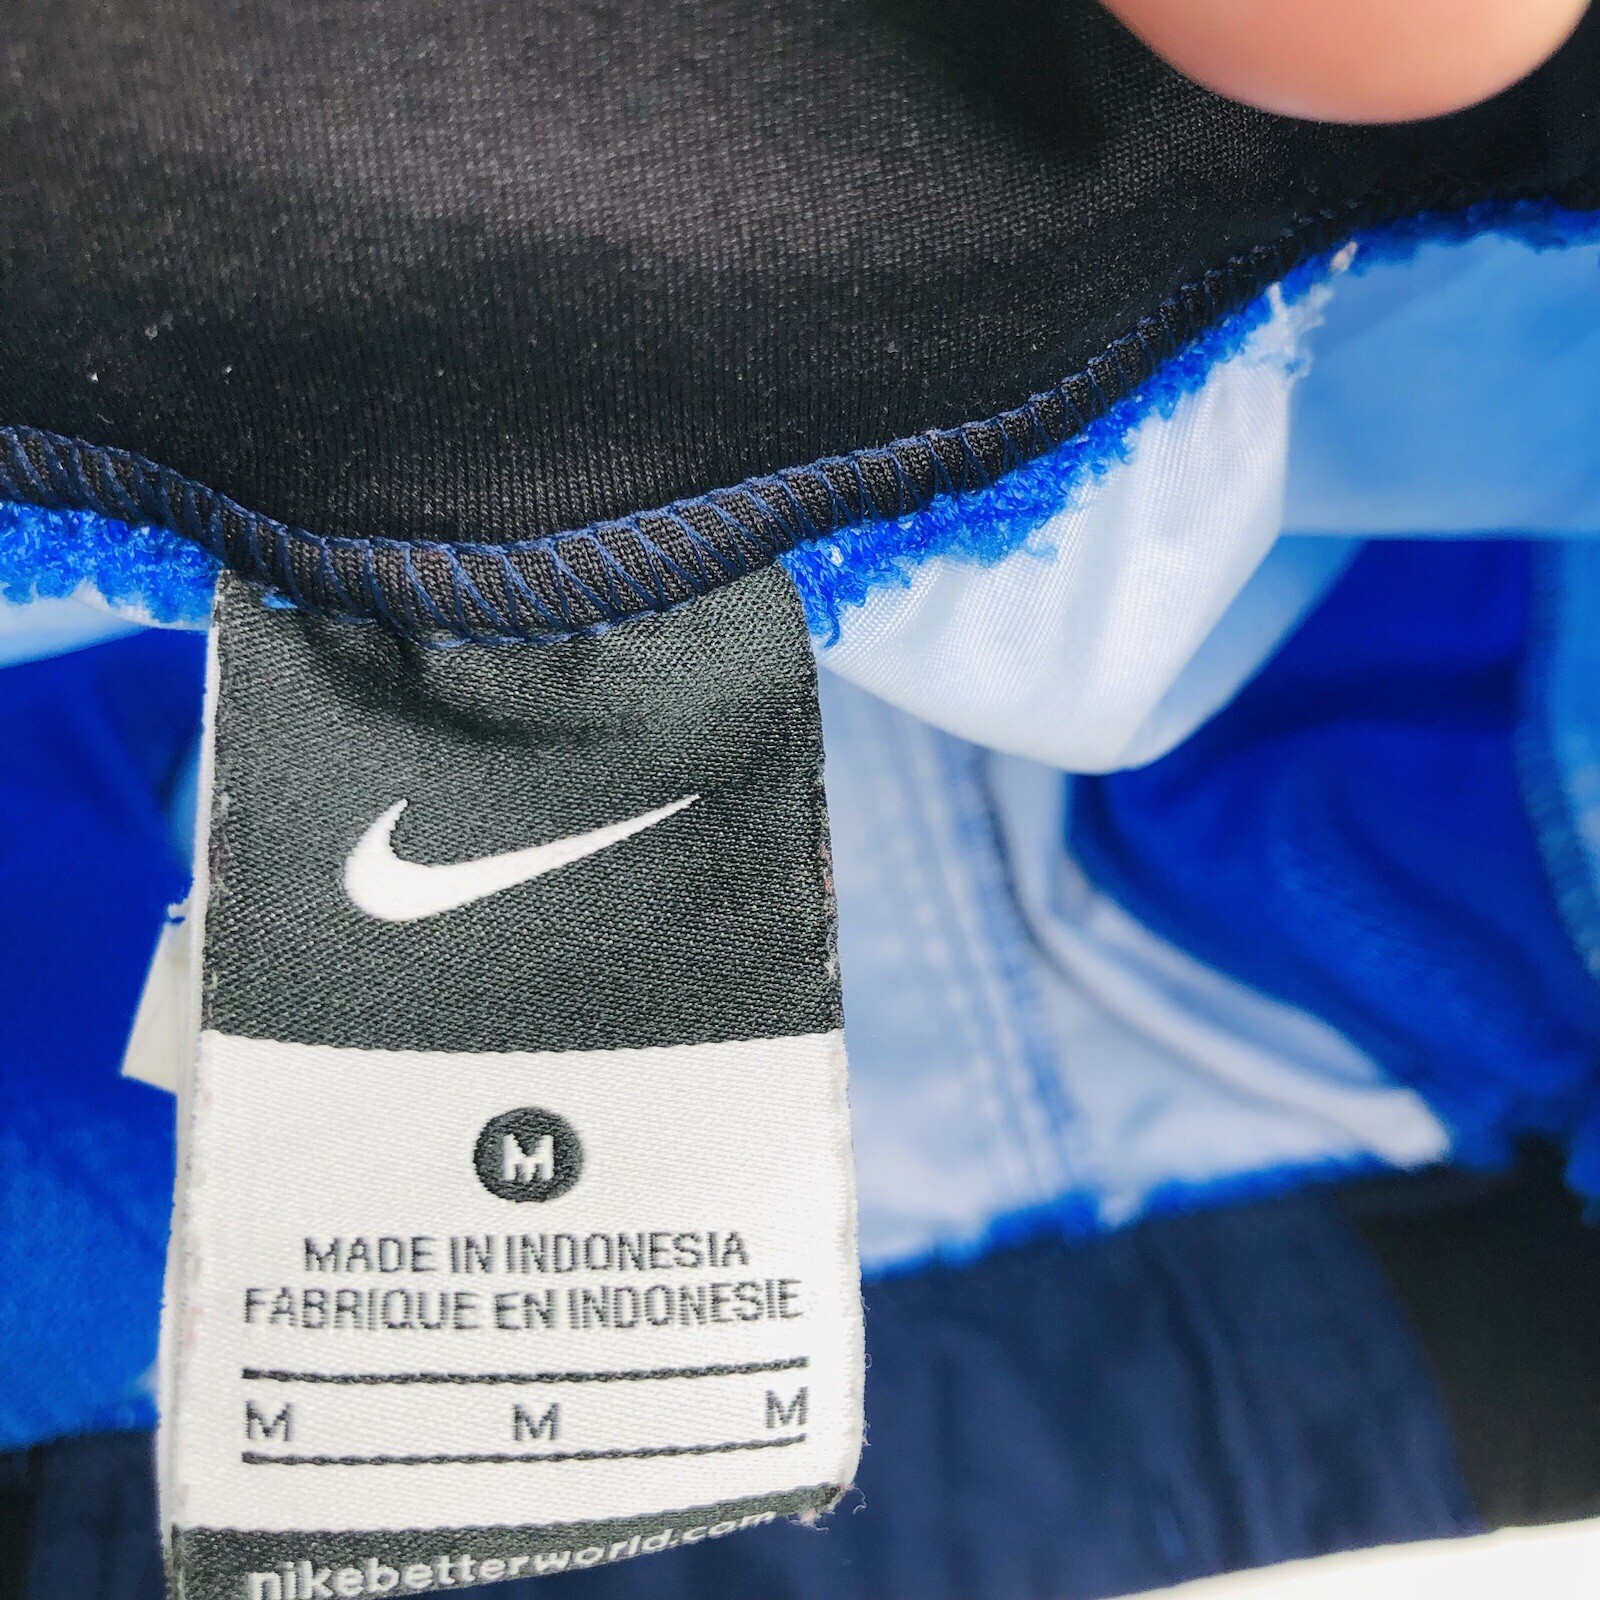 M
MADE IN INDONESIA
FABRIQUE EN INDONESIE
M M M
nikebetterworld.com